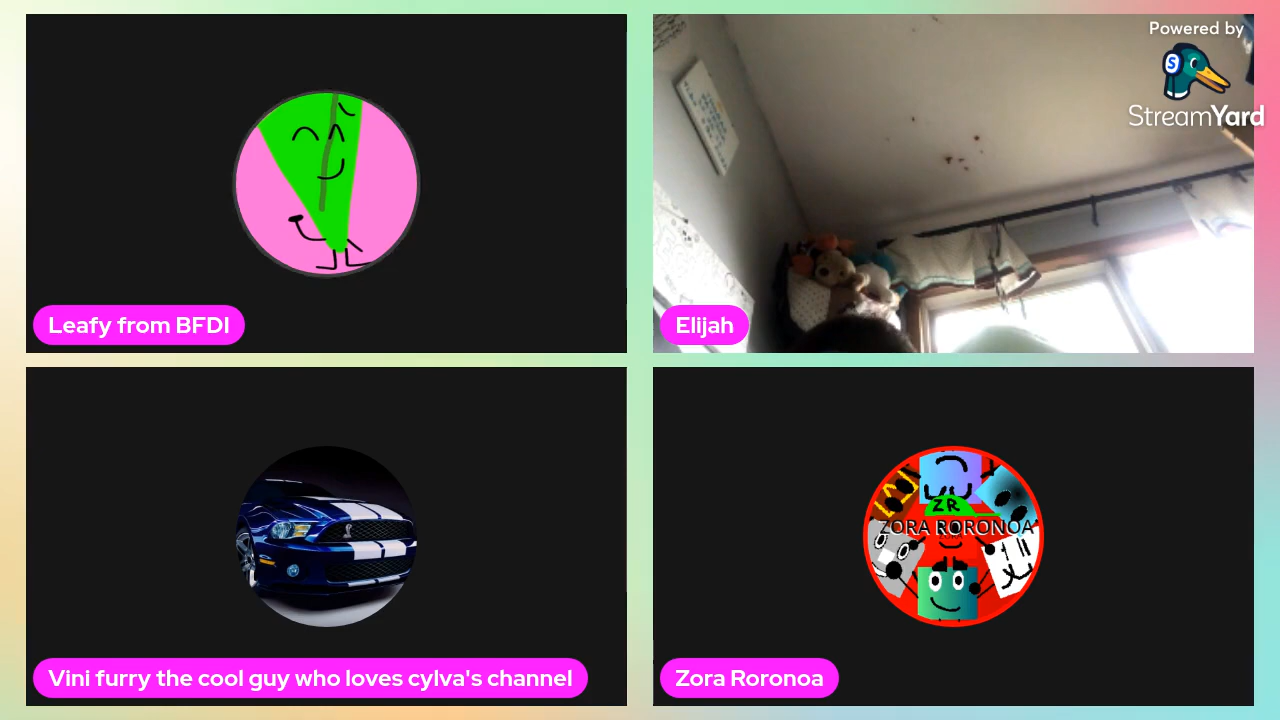 Powered by
S
StreamYard
Leafy from BFDI
Elijah
ZR
ZORA RORONOA
Vini furry the cool guy who loves cylva's channel
Zora Roronoa